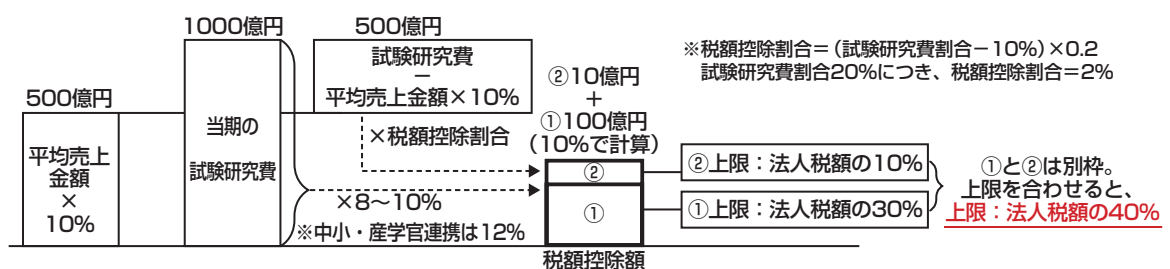 1000億円
500億円
500億円
平均売上
金額
×
10%
当期の
試験研究費
試験研究費
−
平均売上金額×10%
×税額控除割合
×8〜10%
※中小・産学官連携は12%
②10億円
+
①100億円
（10%で計算）
②
①
税額控除額
※税額控除割合＝（試験研究費割合−10%）×0.2
試験研究費割合20%につき、税額控除割合＝2%
②上限：法人税額の10%
①上限：法人税額の30%
①と②は別枠。
上限を合わせると、
上限：法人税額の40%